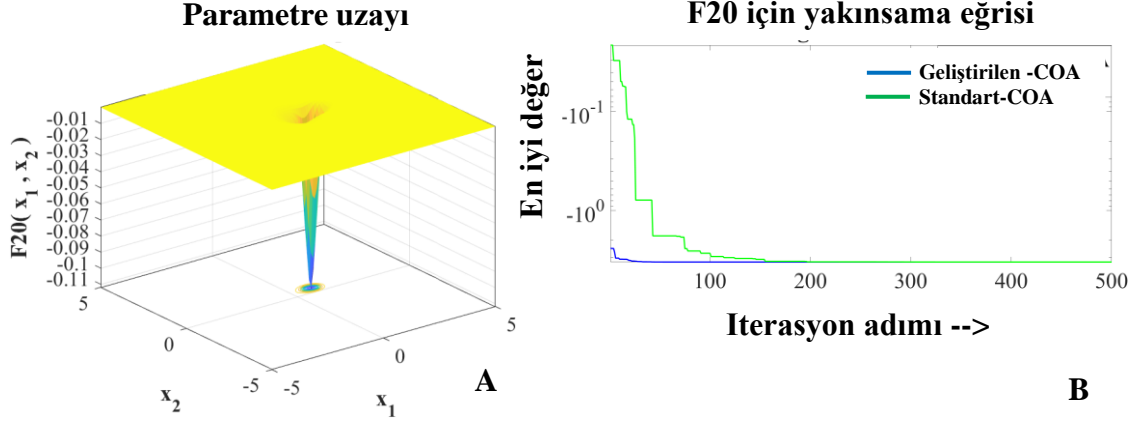 Parametre uzayı
F20 için yakınsama eğrisi
F20( x1 , x2 )
-0.01
-0.02
-0.03
-0.04
-0.05
-0.06
-0.07
-0.08
-0.09
-0.1
-0.11
5
0
-5
x2
-5
0
5
x1
A
En iyi değer
-10-1
-100
Geliştirilen -COA
Standart-COA
100
200
300
400
500
Iterasyon adımı -->
B